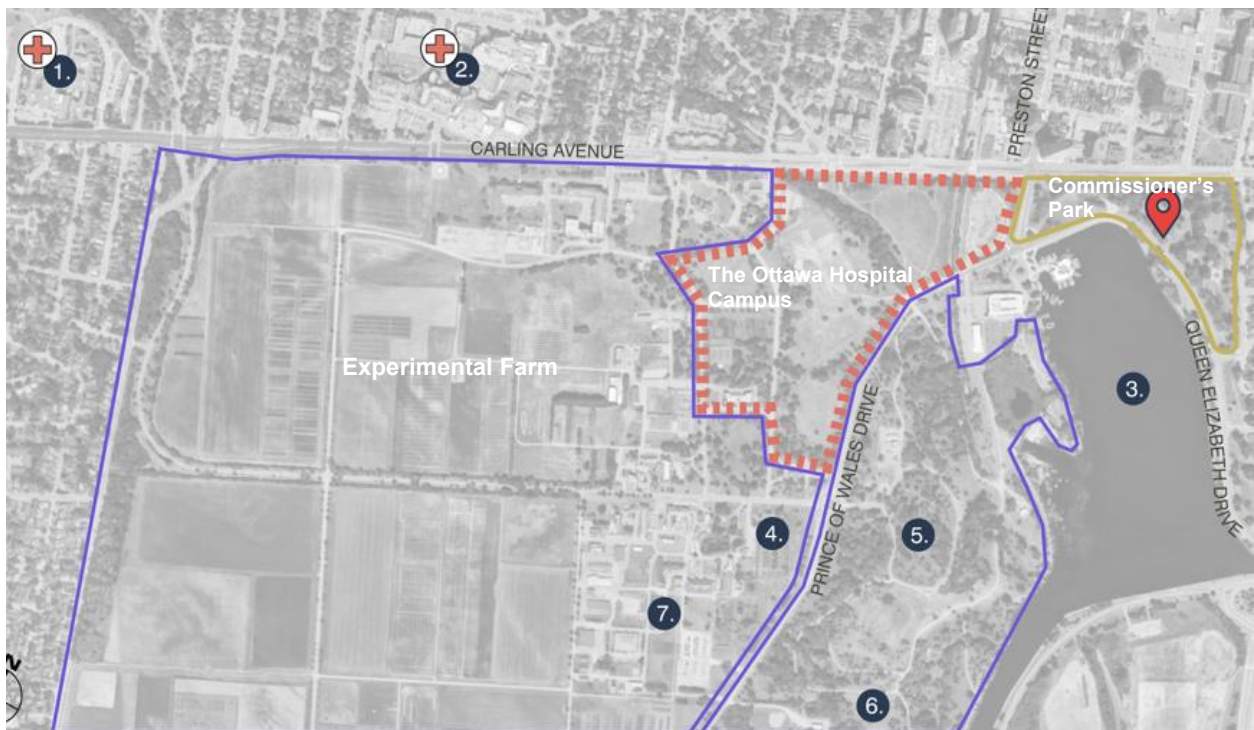 1.
2.
PRESTON STREET
CARLING AVENUE
Commissioner's
Park
The Ottawa Hospital
Campus
Experimental Farm
3.
QUEEN ELIZABETH DRIVE
PRINCE OF WALES DRIVE
4.
5.
7.
6.